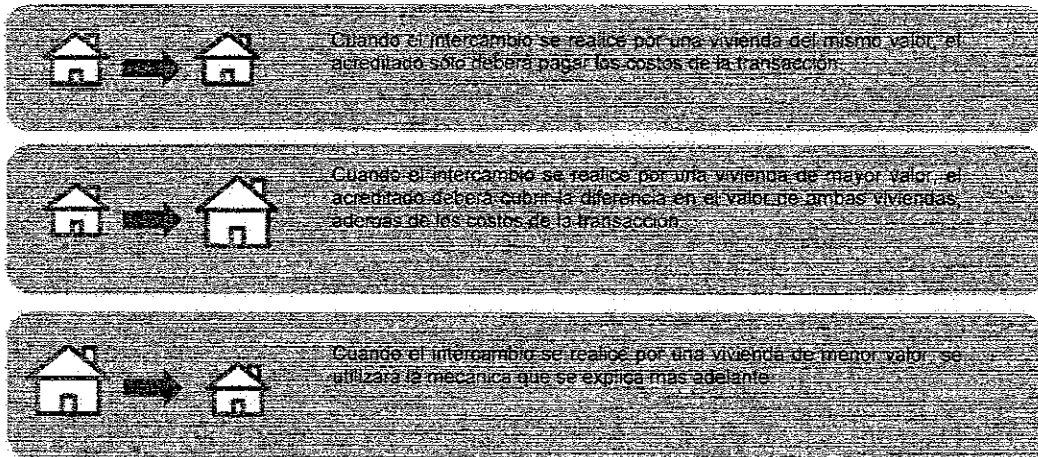 Cuando el intercambio se realice por una vivienda del mismo valor, el
acreditado sólo deberá pagar los costos de la transacción.
Cuando el intercambio se realice por una vivienda de mayor valor, el
acreditado deberá cubrir la diferencia en el valor de ambas viviendas,
además de los costos de la transacción.
Cuando el intercambio se realice por una vivienda de menor valor, se
utilizará la mecánica que se explica más adelante.